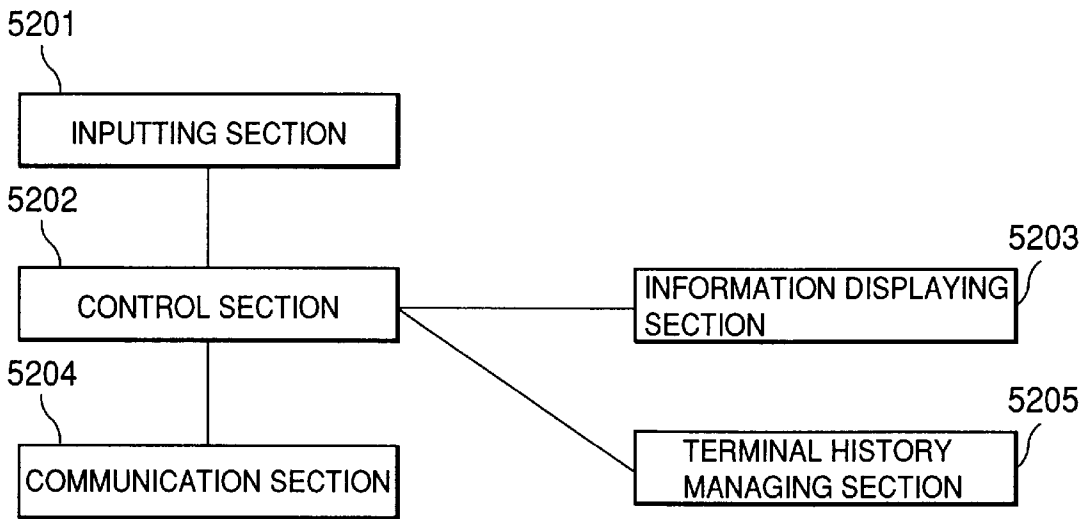 5201
INPUTTING SECTION
5202
CONTROL SECTION
5203
INFORMATION DISPLAYING
SECTION
5204
COMMUNICATION SECTION
5205
TERMINAL HISTORY
MANAGING SECTION